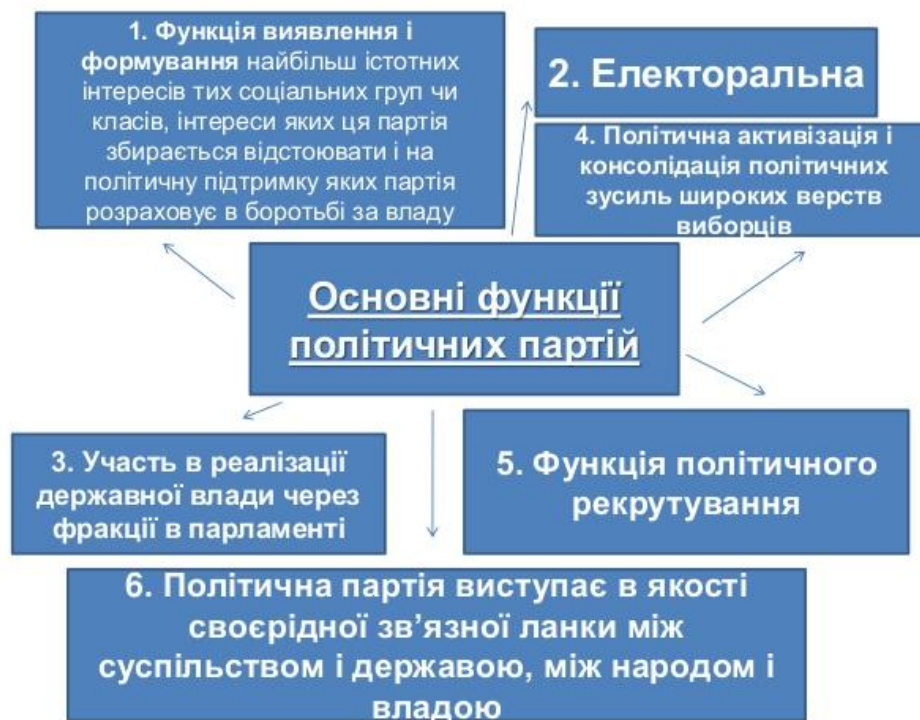 1. Функція виявлення і
формування найбільш істотних
інтересів тих соціальних груп чи
класів, інтереси яких ця партія
збирається відстоювати і на
політичну підтримку яких партія
розраховує в боротьбі за владу
2. Електоральна
4. Політична активізація і
консолідація політичних
зусиль широких верств
виборців
Основні функції
політичних партій
3. Участь в реалізації
державної влади через
фракції в парламенті
5. Функція політичного
рекрутування
6. Політична партія виступає в якості
своєрідної зв’язної ланки між
суспільством і державою, між народом і
владою